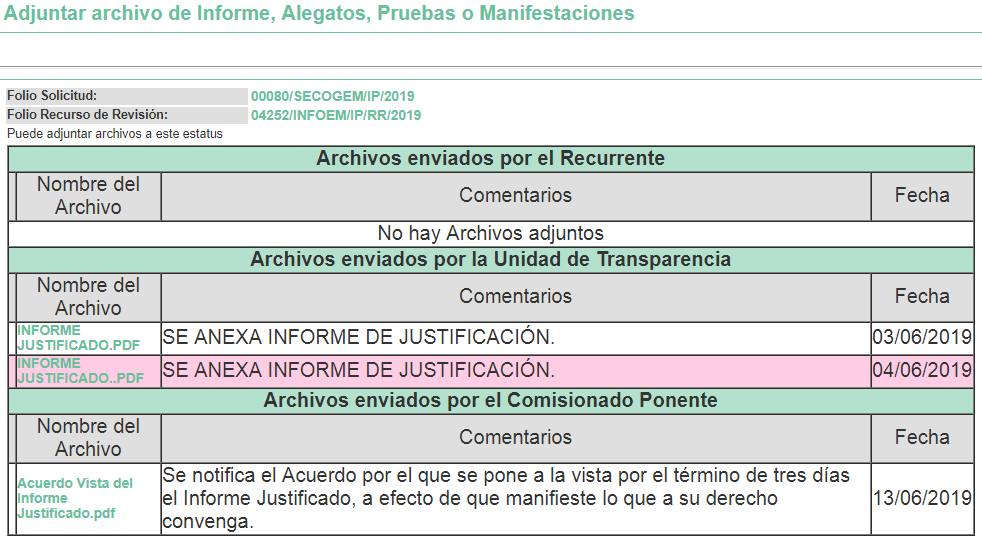 Adjuntar archivo de Informe, Alegatos, Pruebas o Manifestaciones
Folio Solicitud: 00080/SECOGEM/IP/2019
Folio Recurso de Revisión: 04252/INFOEM/IP/RR/2019
Puede adjuntar archivos a este estatus
Archivos enviados por el Recurrente
Nombre del
Archivo
Comentarios
Fecha
No hay Archivos adjuntos
Archivos enviados por la Unidad de Transparencia
Nombre del
Archivo
Comentarios
Fecha
INFORME
JUSTIFICADO.PDF
SE ANEXA INFORME DE JUSTIFICACIÓN.
03/06/2019
INFORME
JUSTIFICADO..PDF
SE ANEXA INFORME DE JUSTIFICACIÓN.
04/06/2019
Archivos enviados por el Comisionado Ponente
Nombre del
Archivo
Comentarios
Fecha
Acuerdo Vista del
Informe
Justificado.pdf
Se notifica el Acuerdo por el que se pone a la vista por el término de tres días
el Informe Justificado, a efecto de que manifieste lo que a su derecho
convenga.
13/06/2019